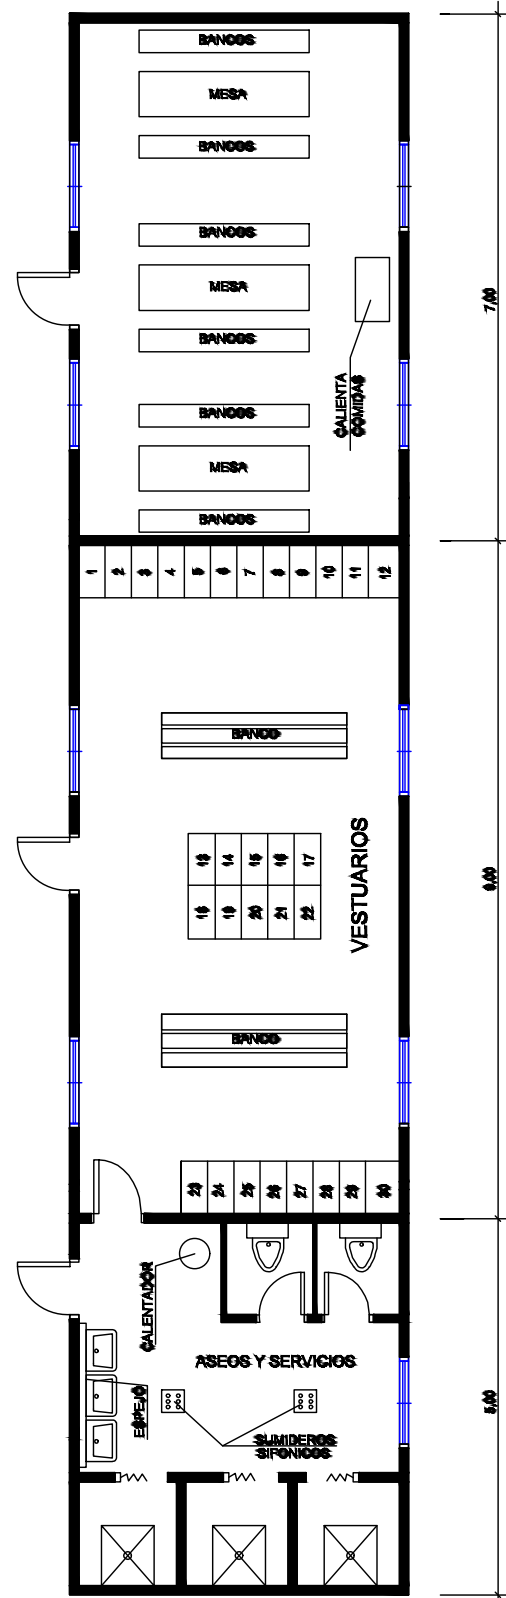 BANCOS
MESA
BANCOS
BANCOS
MESA
BANCOS
CALIENTA
COMIDAS
BANCOS
MESA
BANCOS
7,00
1 2 3 4 5 6 7 8 9 10 11 12
BANCO
13 14 15 16 17
18 19 20 21 22
VESTUARIOS
9,00
BANCO
23 24 25 26 27 28 29 30
CALENTADOR
ASEOS Y SERVICIOS
ESPEJO
SUMIDEROS
SIFONICOS
5,00